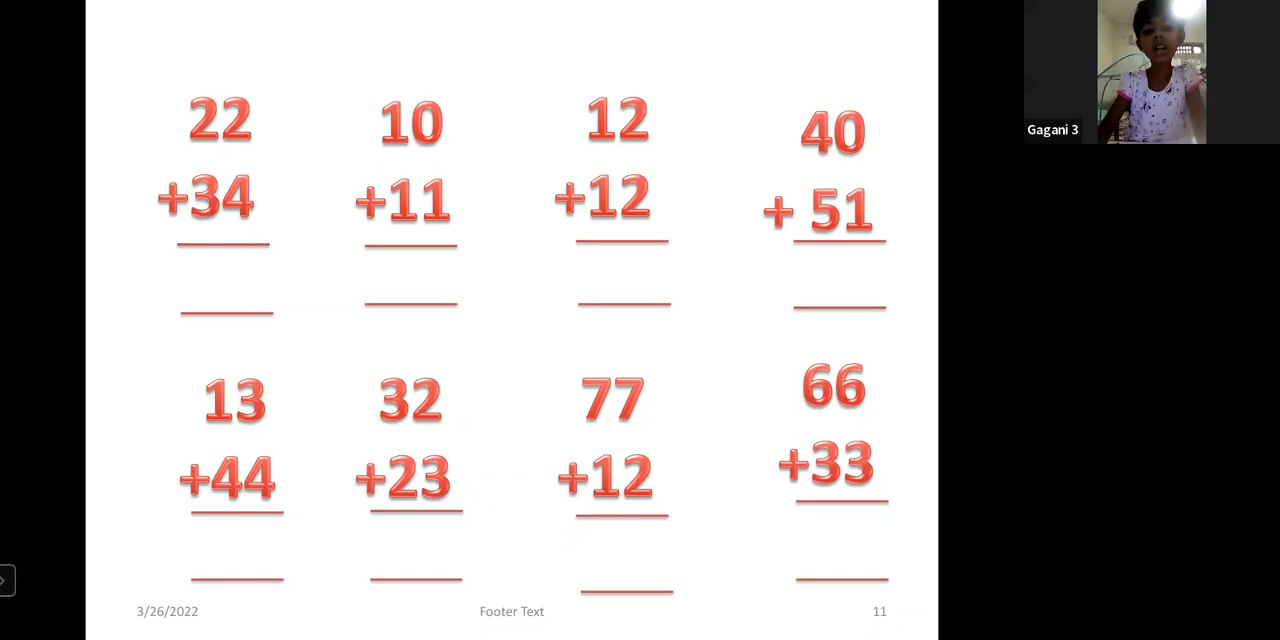 22 10 12 40
+34 +11 +12 + 51
13 32 77 66
+44 +23 +12 +33
3/26/2022 Footer Text 11
Gagani 3